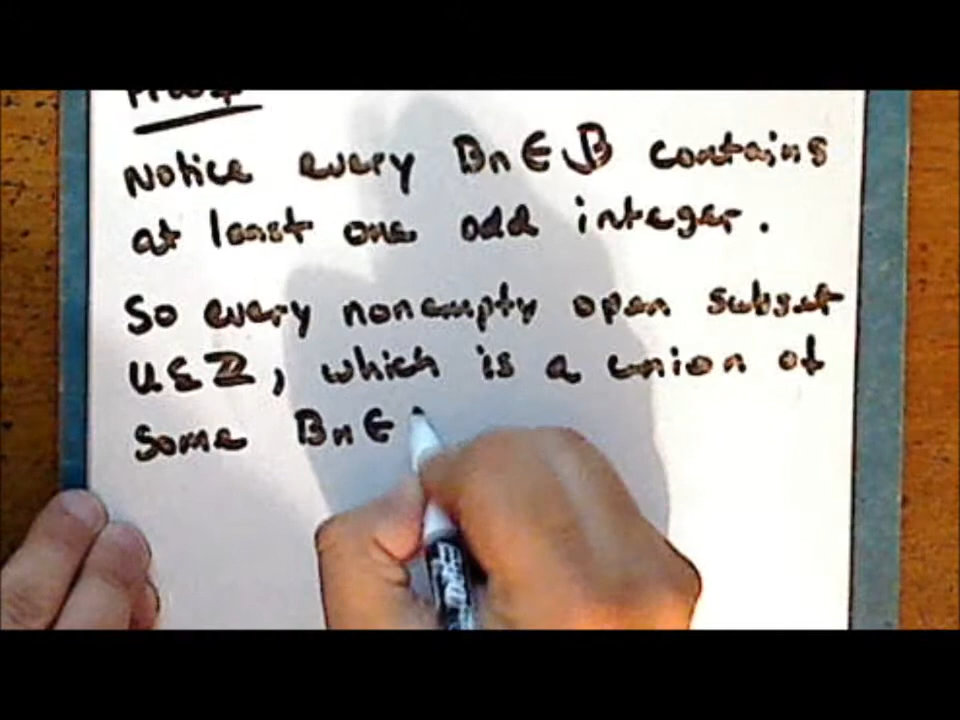 Proof
Notice every Bn ∈ B contains
at least one odd integer.
So every nonempty open subset
U ⊆ Z, which is a union of
some Bn ∈